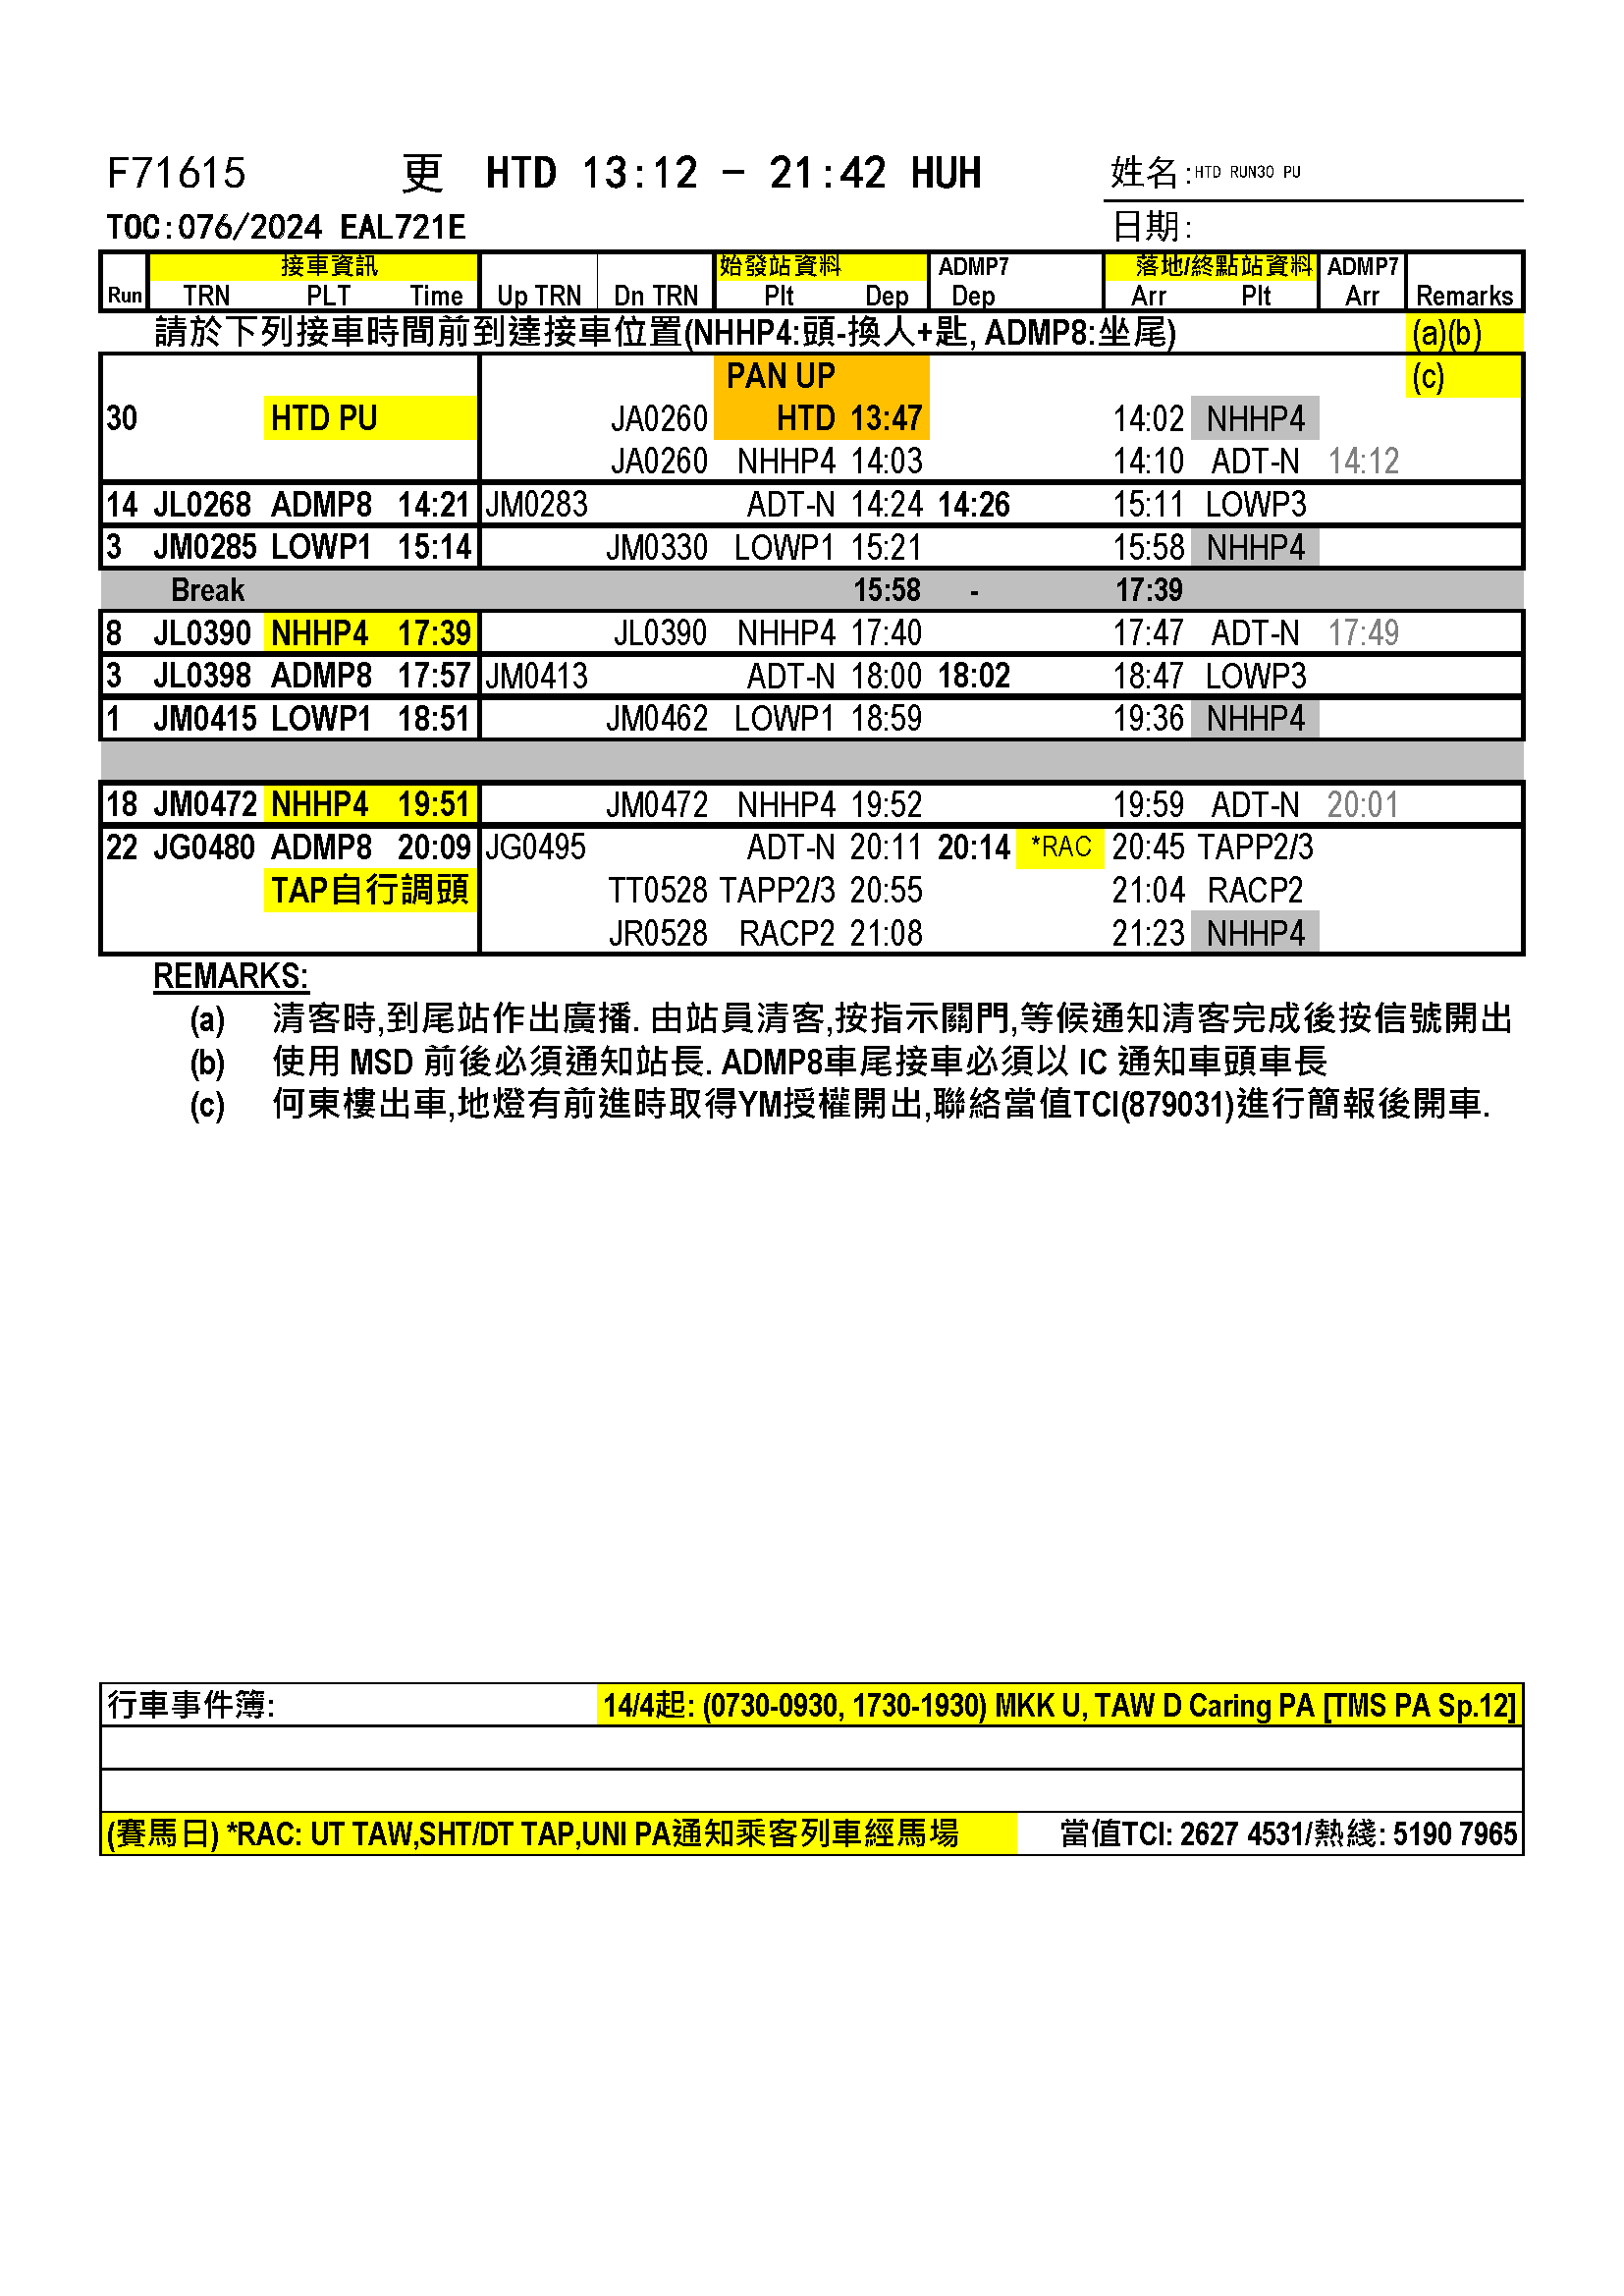 F71615 更 HTD 13:12 - 21:42 HUH 姓名:HTD RUN30 PU
TOC:076/2024 EAL721E 日期:
接車資訊 始發站資料 ADMP7 落地/終點站資料 ADMP7
Run TRN PLT Time Up TRN Dn TRN Plt Dep Dep Arr Plt Arr Remarks
請於下列接車時間前到達接車位置(NHHP4:頭-換人+匙, ADMP8:坐尾) (a)(b)
PAN UP (c)
30 HTD PU JA0260 HTD 13:47 14:02 NHHP4
JA0260 NHHP4 14:03 14:10 ADT-N 14:12
14 JL0268 ADMP8 14:21 JM0283 ADT-N 14:24 14:26 15:11 LOWP3
3 JM0285 LOWP1 15:14 JM0330 LOWP1 15:21 15:58 NHHP4
Break 15:58 - 17:39
8 JL0390 NHHP4 17:39 JL0390 NHHP4 17:40 17:47 ADT-N 17:49
3 JL0398 ADMP8 17:57 JM0413 ADT-N 18:00 18:02 18:47 LOWP3
1 JM0415 LOWP1 18:51 JM0462 LOWP1 18:59 19:36 NHHP4
18 JM0472 NHHP4 19:51 JM0472 NHHP4 19:52 19:59 ADT-N 20:01
22 JG0480 ADMP8 20:09 JG0495 ADT-N 20:11 20:14 *RAC 20:45 TAPP2/3
TAP自行調頭 TT0528 TAPP2/3 20:55 21:04 RACP2
JR0528 RACP2 21:08 21:23 NHHP4
REMARKS:
(a) 清客時,到尾站作出廣播. 由站員清客,按指示關門,等候通知清客完成後按信號開出
(b) 使用 MSD 前後必須通知站長. ADMP8車尾接車必須以 IC 通知車頭車長
(c) 何東樓出車,地燈有前進時取得YM授權開出,聯絡當值TCI(879031)進行簡報後開車.
行車事件簿: 14/4起: (0730-0930, 1730-1930) MKK U, TAW D Caring PA [TMS PA Sp.12]
(賽馬日) *RAC: UT TAW,SHT/DT TAP,UNI PA通知乘客列車經馬場 當值TCI: 2627 4531/熱綫: 5190 7965